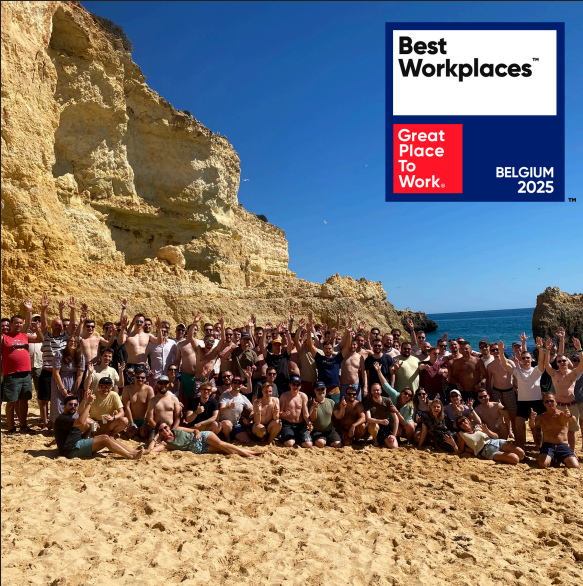 Best
Workplaces™
Great
Place
To
Work®
BELGIUM
2025
™